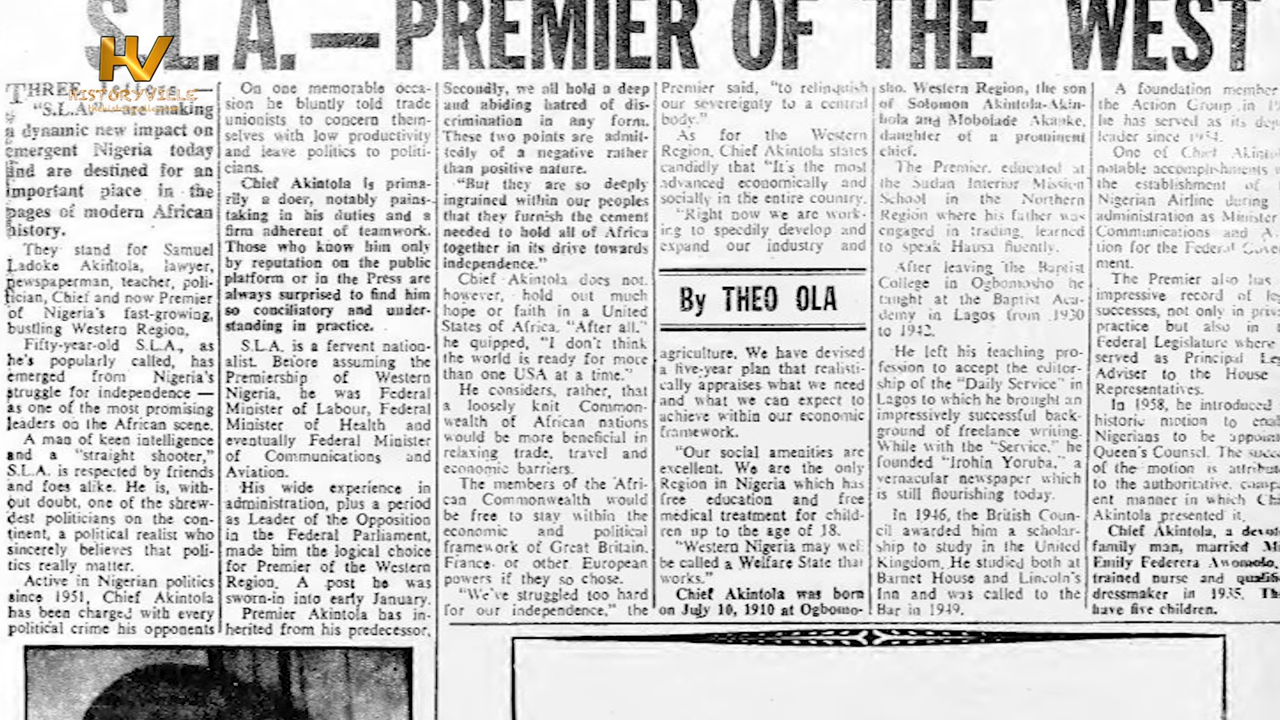 S.L.A.—PREMIER OF THE WEST
HV
HISTORYVILLE
THREE
"S.L.A" are making
a dynamic new impact on
emergent Nigeria today
and are destined for an
important place in the
pages of modern African
history.
They stand for Samuel
Ladoke Akintola, lawyer,
newspaperman, teacher, poli-
tician, Chief and now Premier
of Nigeria's fast-growing,
bustling Western Region,
Fifty-year-old S.L.A., as
he's popularly called, has
emerged from Nigeria's
struggle for independence —
as one of the most promising
leaders on the African scene.
A man of keen intelligence
and a "straight shooter,"
S.L.A. is respected by friends
and foes alike. He is, with-
out doubt, one of the shrew-
dest politicians on the con-
tinent, a political realist who
sincerely believes that poli-
tics really matter.
Active in Nigerian politics
since 1951, Chief Akintola
has been charged with every
political crime his opponents
On one memorable occa-
sion he bluntly told trade
unionists to concern them-
selves with low productivity
and leave politics to politi-
cians.
Chief Akintola is prima-
rily a doer, notably pains-
taking in his duties and a
firm adherent of teamwork.
Those who know him only
by reputation on the public
platform or in the Press are
always surprised to find him
so conciliatory and under-
standing in practice.
S.L.A. is a fervent nation-
alist. Before assuming the
Premiership of Western
Nigeria, he was Federal
Minister of Labour, Federal
Minister of Health and
eventually Federal Minister
of Communications and
Aviation.
His wide experience in
administration, plus a period
as Leader of the Opposition
in the Federal Parliament,
made him the logical choice
for Premier of the Western
Region. A post he was
sworn-in into early January.
Premier Akintola has in-
herited from his predecessor,
Secondly, we all hold a deep
and abiding hatred of dis-
crimination in any form.
These two points are admit-
tedly of a negative rather
than positive nature.
"But they are so deeply
ingrained within our peoples
that they furnish the cement
needed to hold all of Africa
together in its drive towards
independence."
Chief Akintola does not,
however, hold out much
hope or faith in a United
States of Africa. "After all,"
he quipped, "I don't think
the world is ready for more
than one USA at a time."
He considers, rather, that
a loosely knit Common-
wealth of African nations
would be more beneficial in
relaxing trade, travel and
economic barriers.
The members of the Afri-
can Commonwealth would
be free to stay within the
economic and political
framework of Great Britain,
France, or other European
powers if they so chose.
"We've struggled too hard
for our independence," the
Premier said, "to relinquish
our sovereignty to a central
body."
As for the Western
Region, Chief Akintola states
candidly that "It's the most
advanced economically and
socially in the entire country.
"Right now we are work-
ing to speedily develop and
expand our industry and
By THEO OLA
agriculture. We have devised
a five-year plan that realisti-
cally appraises what we need
and what we can expect to
achieve within our economic
framework.
"Our social amenities are
excellent. We are the only
Region in Nigeria which has
free education and free
medical treatment for child-
ren up to the age of 18.
"Western Nigeria may well
be called a Welfare State that
works."
Chief Akintola was born
on July 10, 1910 at Ogbomo-
sho. Western Region, the son
of Solomon Akintola-Akin-
bola and Mobolade Akanke,
daughter of a prominent
chief.
The Premier, educated at
the Sudan Interior Mission
School in the Northern
Region where his father was
engaged in trading, learned
to speak Hausa fluently.
After leaving the Baptist
College in Ogbomosho he
taught at the Baptist Aca-
demy in Lagos from 1930
to 1942.
He left his teaching pro-
fession to accept the editor-
ship of the "Daily Service" in
Lagos to which he brought an
impressively successful back-
ground of freelance writing.
While with the "Service," he
founded "Irohin Yoruba," a
vernacular newspaper which
is still flourishing today.
In 1946, the British Coun-
cil awarded him a scholar-
ship to study in the United
Kingdom. He studied both at
Barnet House and Lincoln's
Inn and was called to the
Bar in 1949.
A foundation member
the Action Group in
he has served as its
leader since 1954.
One of Chief
notable accomplishments
the establishment of
Nigerian Airline during
administration as Minister
Communications and
tion for the Federal
ment.
The Premier also has
impressive record of
successes, not only in
practice but also in
Federal Legislature where
served as Principal
Adviser to the House
Representatives.
In 1958, he introduced
historic motion to
Nigerians to be
Queen's Counsel. The
of the motion is
to the authoritative,
ent manner in which
Akintola presented it.
Chief Akintola, a
family man, married
Emily Federera Awomolo,
trained nurse and
dressmaker in 1935.
have five children.